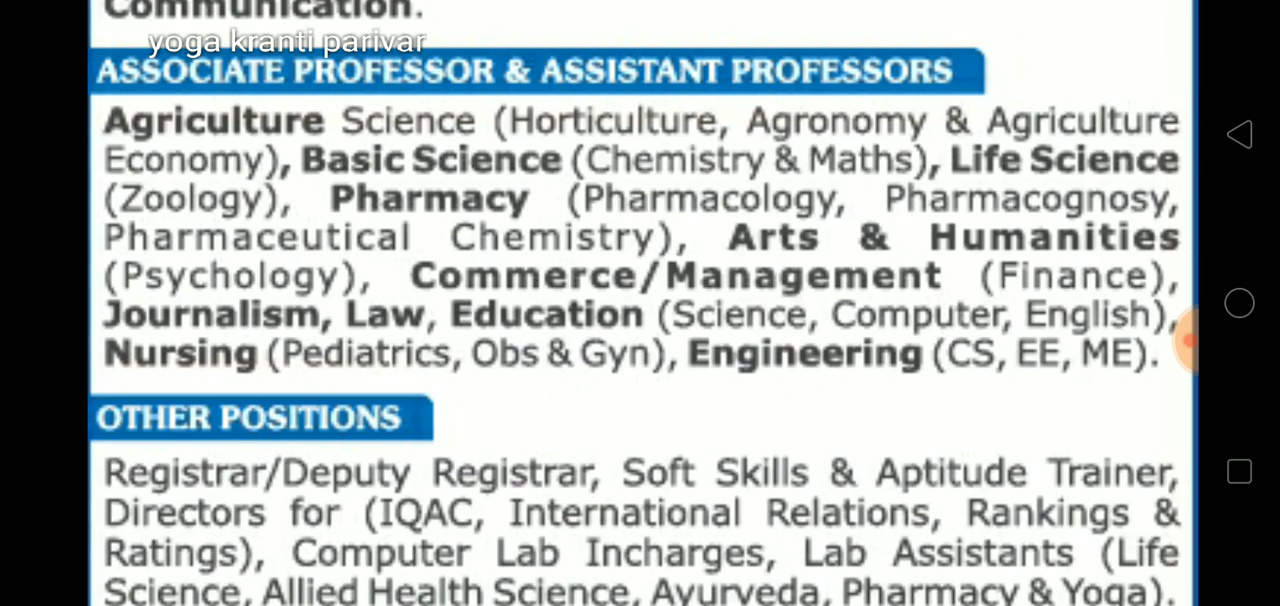 Communication.
yoga kranti parivar
ASSOCIATE PROFESSOR & ASSISTANT PROFESSORS
Agriculture Science (Horticulture, Agronomy & Agriculture
Economy), Basic Science (Chemistry & Maths), Life Science
(Zoology), Pharmacy (Pharmacology, Pharmacognosy,
Pharmaceutical Chemistry), Arts & Humanities
(Psychology), Commerce/Management (Finance),
Journalism, Law, Education (Science, Computer, English),
Nursing (Pediatrics, Obs & Gyn), Engineering (CS, EE, ME).
OTHER POSITIONS
Registrar/Deputy Registrar, Soft Skills & Aptitude Trainer,
Directors for (IQAC, International Relations, Rankings &
Ratings), Computer Lab Incharges, Lab Assistants (Life
Science, Allied Health Science, Ayurveda, Pharmacy & Yoga).